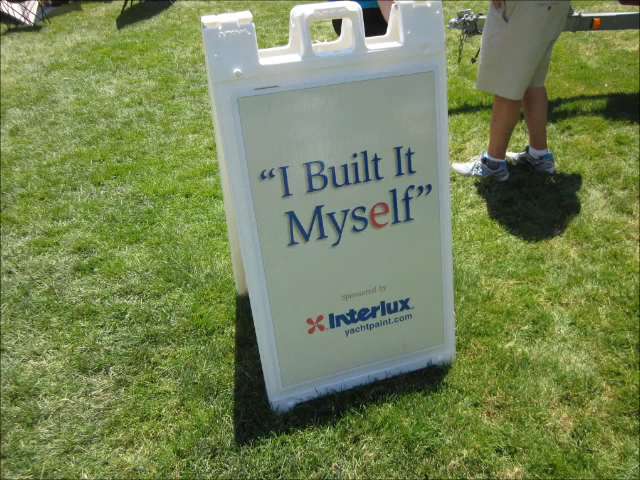 “I Built It
Myself”
Sponsored by
Interlux
yachtpaint.com